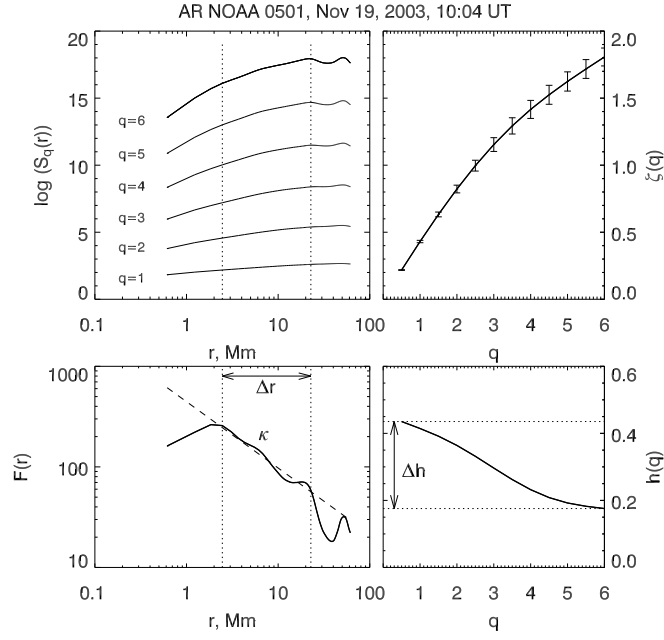 AR NOAA 0501, Nov 19, 2003, 10:04 UT
20
15
10
5
0
log (Sq(r))
q=6
q=5
q=4
q=3
q=2
q=1
0.1 1 10 100
r, Mm
2.0
1.5
1.0
0.5
0.0
ζ(q)
1 2 3 4 5 6
q
1000
100
10
F(r)
Δr
κ
0.1 1 10 100
r, Mm
0.6
0.4
0.2
0.0
h(q)
Δh
0 1 2 3 4 5 6
q